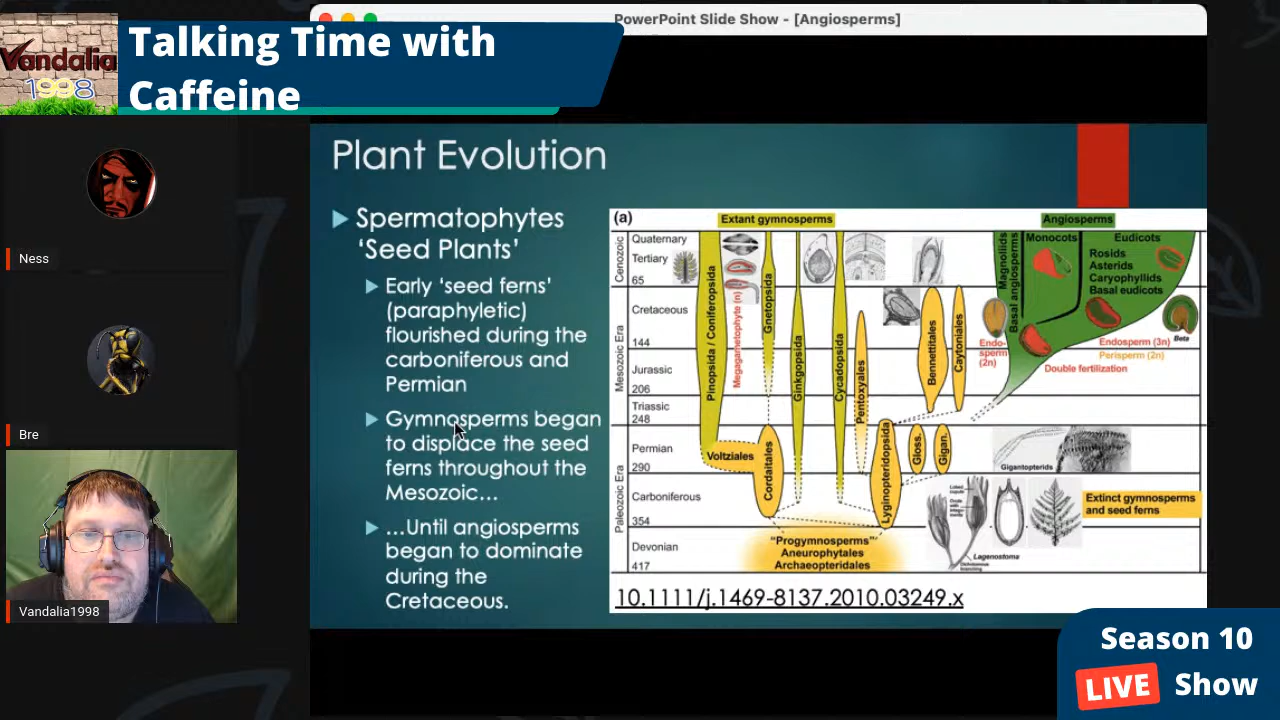 PowerPoint Slide Show - [Angiosperms]
Vandalia
1998
Talking Time with
Caffeine
Ness
Bre
Vandalia1998
Plant Evolution
Spermatophytes
‘Seed Plants’
Early ‘seed ferns’
(paraphyletic)
flourished during the
carboniferous and
Permian
Gymnosperms began
to displace the seed
ferns throughout the
Mesozoic...
...Until angiosperms
began to dominate
during the
Cretaceous.
(a)
Extant gymnosperms
Angiosperms
Cenozoic
Quaternary
Tertiary
65
Mesozoic Era
Cretaceous
144
Jurassic
206
Triassic
248
Paleozoic Era
Permian
290
Carboniferous
354
Devonian
417
Pinopsida / Coniferopsida
Megagametophyte (n)
Gnetopsida
Ginkgopsida
Cycadopsida
Pentoxyales
Bennettitales
Caytoniales
Magnoliids
Basal angiosperms
Monocots
Eudicots
Rosids
Asterids
Caryophyllids
Basal eudicots
Endo-
sperm
(2n)
Endosperm (3n)
Beta
Perisperm (2n)
Double fertilization
Voltziales
Cordaitales
Lyginopteridopsida
Gloss.
Gigan.
Gigantopterids
Extinct gymnosperms
and seed ferns
Lagenostoma
“Progymnosperms”
Aneurophytales
Archaeopteridales
10.1111/j.1469-8137.2010.03249.x
Season 10
LIVE Show